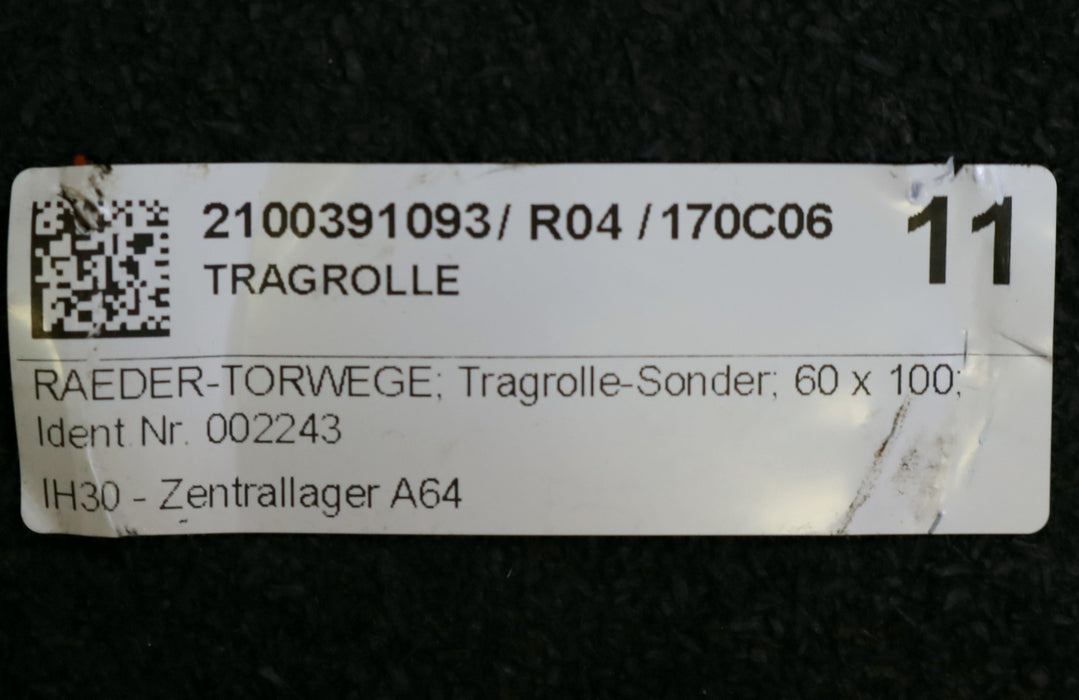 2100391093/ R04 /170C06
11
TRAGROLLE
RAEDER-TORWEGE; Tragrolle-Sonder; 60 x 100;
Ident Nr. 002243
IH30 - Zentrallager A64